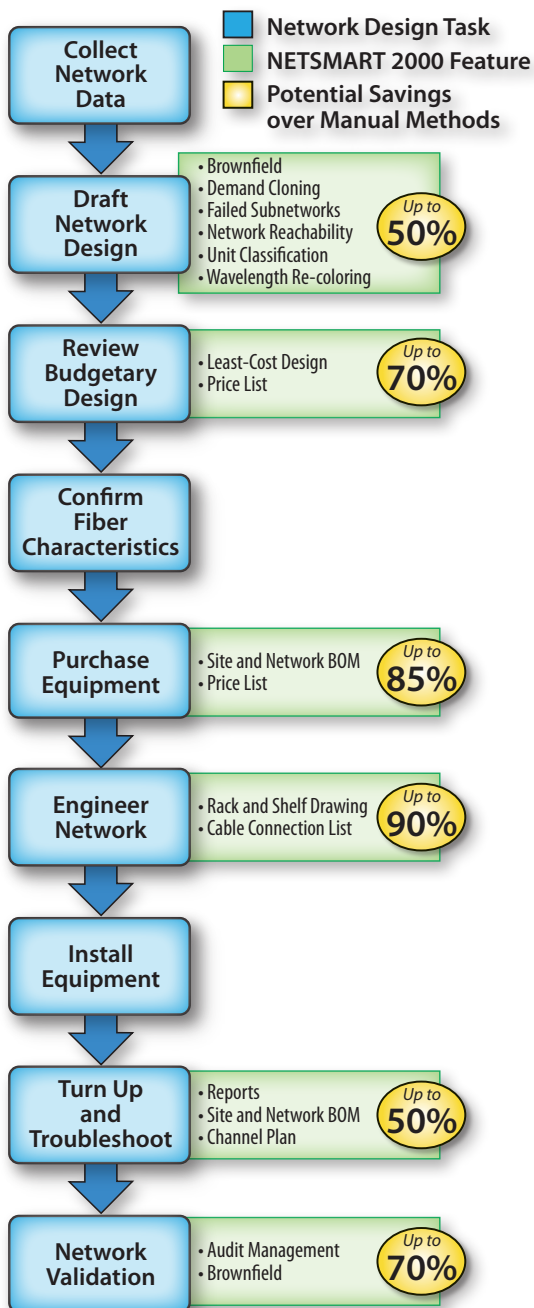 Collect
Network
Data
Network Design Task
NETSMART 2000 Feature
Potential Savings
over Manual Methods
Draft
Network
Design
• Brownfield
• Demand Cloning
• Failed Subnetworks
• Network Reachability
• Unit Classification
• Wavelength Re-coloring
Up to
50%
Review
Budgetary
Design
• Least-Cost Design
• Price List
Up to
70%
Confirm
Fiber
Characteristics
Purchase
Equipment
• Site and Network BOM
• Price List
Up to
85%
Engineer
Network
• Rack and Shelf Drawing
• Cable Connection List
Up to
90%
Install
Equipment
Turn Up
and
Troubleshoot
• Reports
• Site and Network BOM
• Channel Plan
Up to
50%
Network
Validation
• Audit Management
• Brownfield
Up to
70%